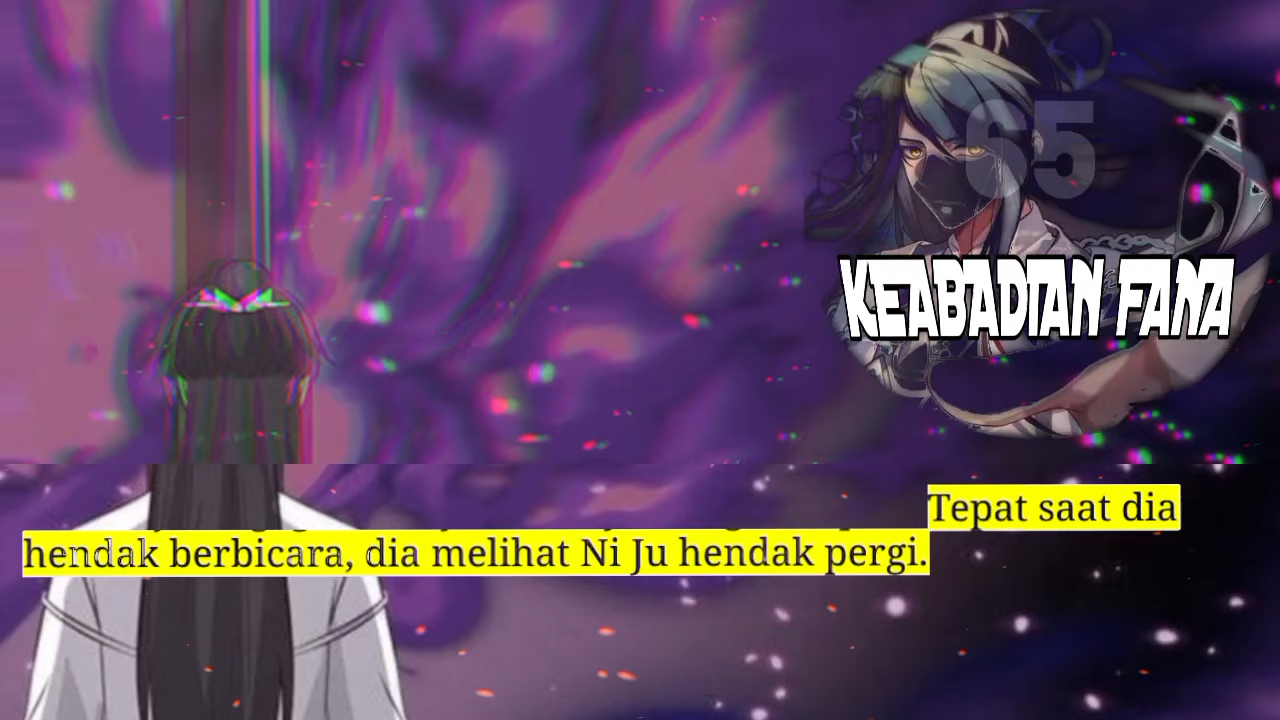 65
KEABADIAN FANA
Tepat saat dia
hendak berbicara, dia melihat Ni Ju hendak pergi.